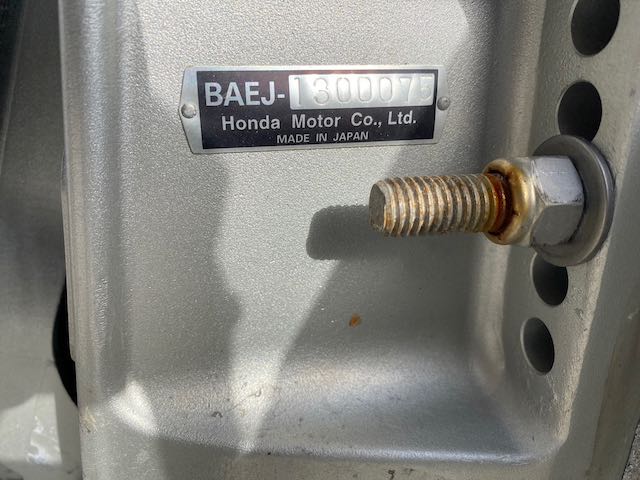 BAEJ-1300075
Honda Motor Co., Ltd.
MADE IN JAPAN